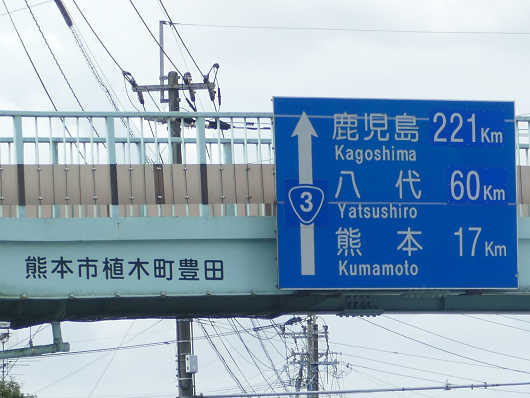 鹿児島 221Km
Kagoshima
3
八代 60Km
Yatsushiro
熊本 17Km
Kumamoto
熊本市植木町豊田